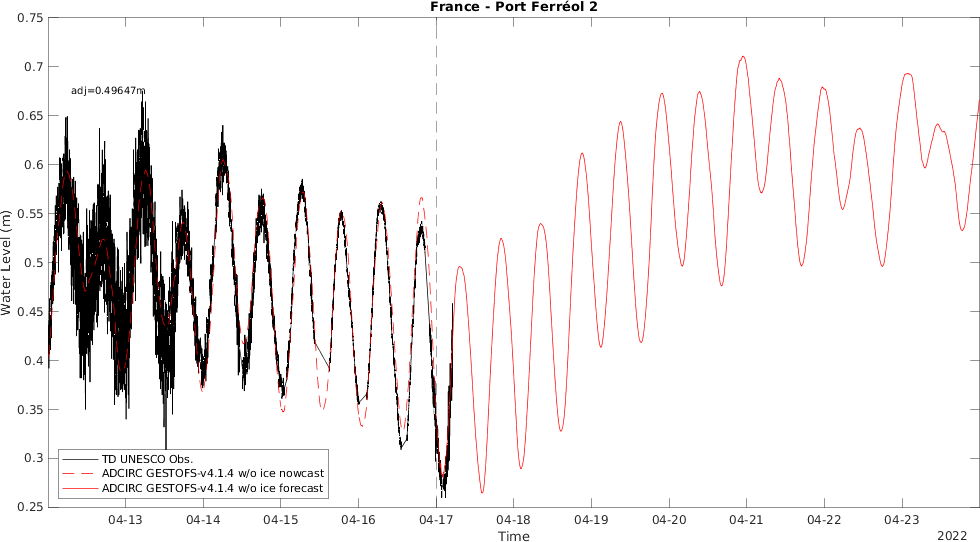 France - Port Ferréol 2
0.75
0.7
0.65
0.6
0.55
0.5
0.45
0.4
0.35
0.3
0.25
Water Level (m)
adj=0.49647m
TD UNESCO Obs.
ADCIRC GESTOFS-v4.1.4 w/o ice nowcast
ADCIRC GESTOFS-v4.1.4 w/o ice forecast
04-13 04-14 04-15 04-16 04-17 04-18 04-19 04-20 04-21 04-22 04-23
Time
2022